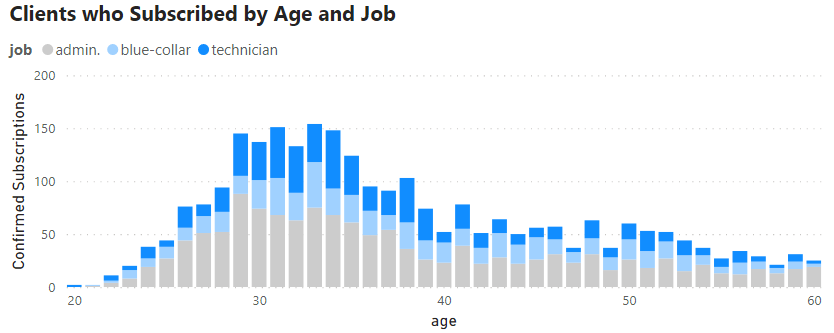 Clients who Subscribed by Age and Job
job admin. blue-collar technician
200
150
100
50
0
Confirmed Subscriptions
20 30 40 50 60
age